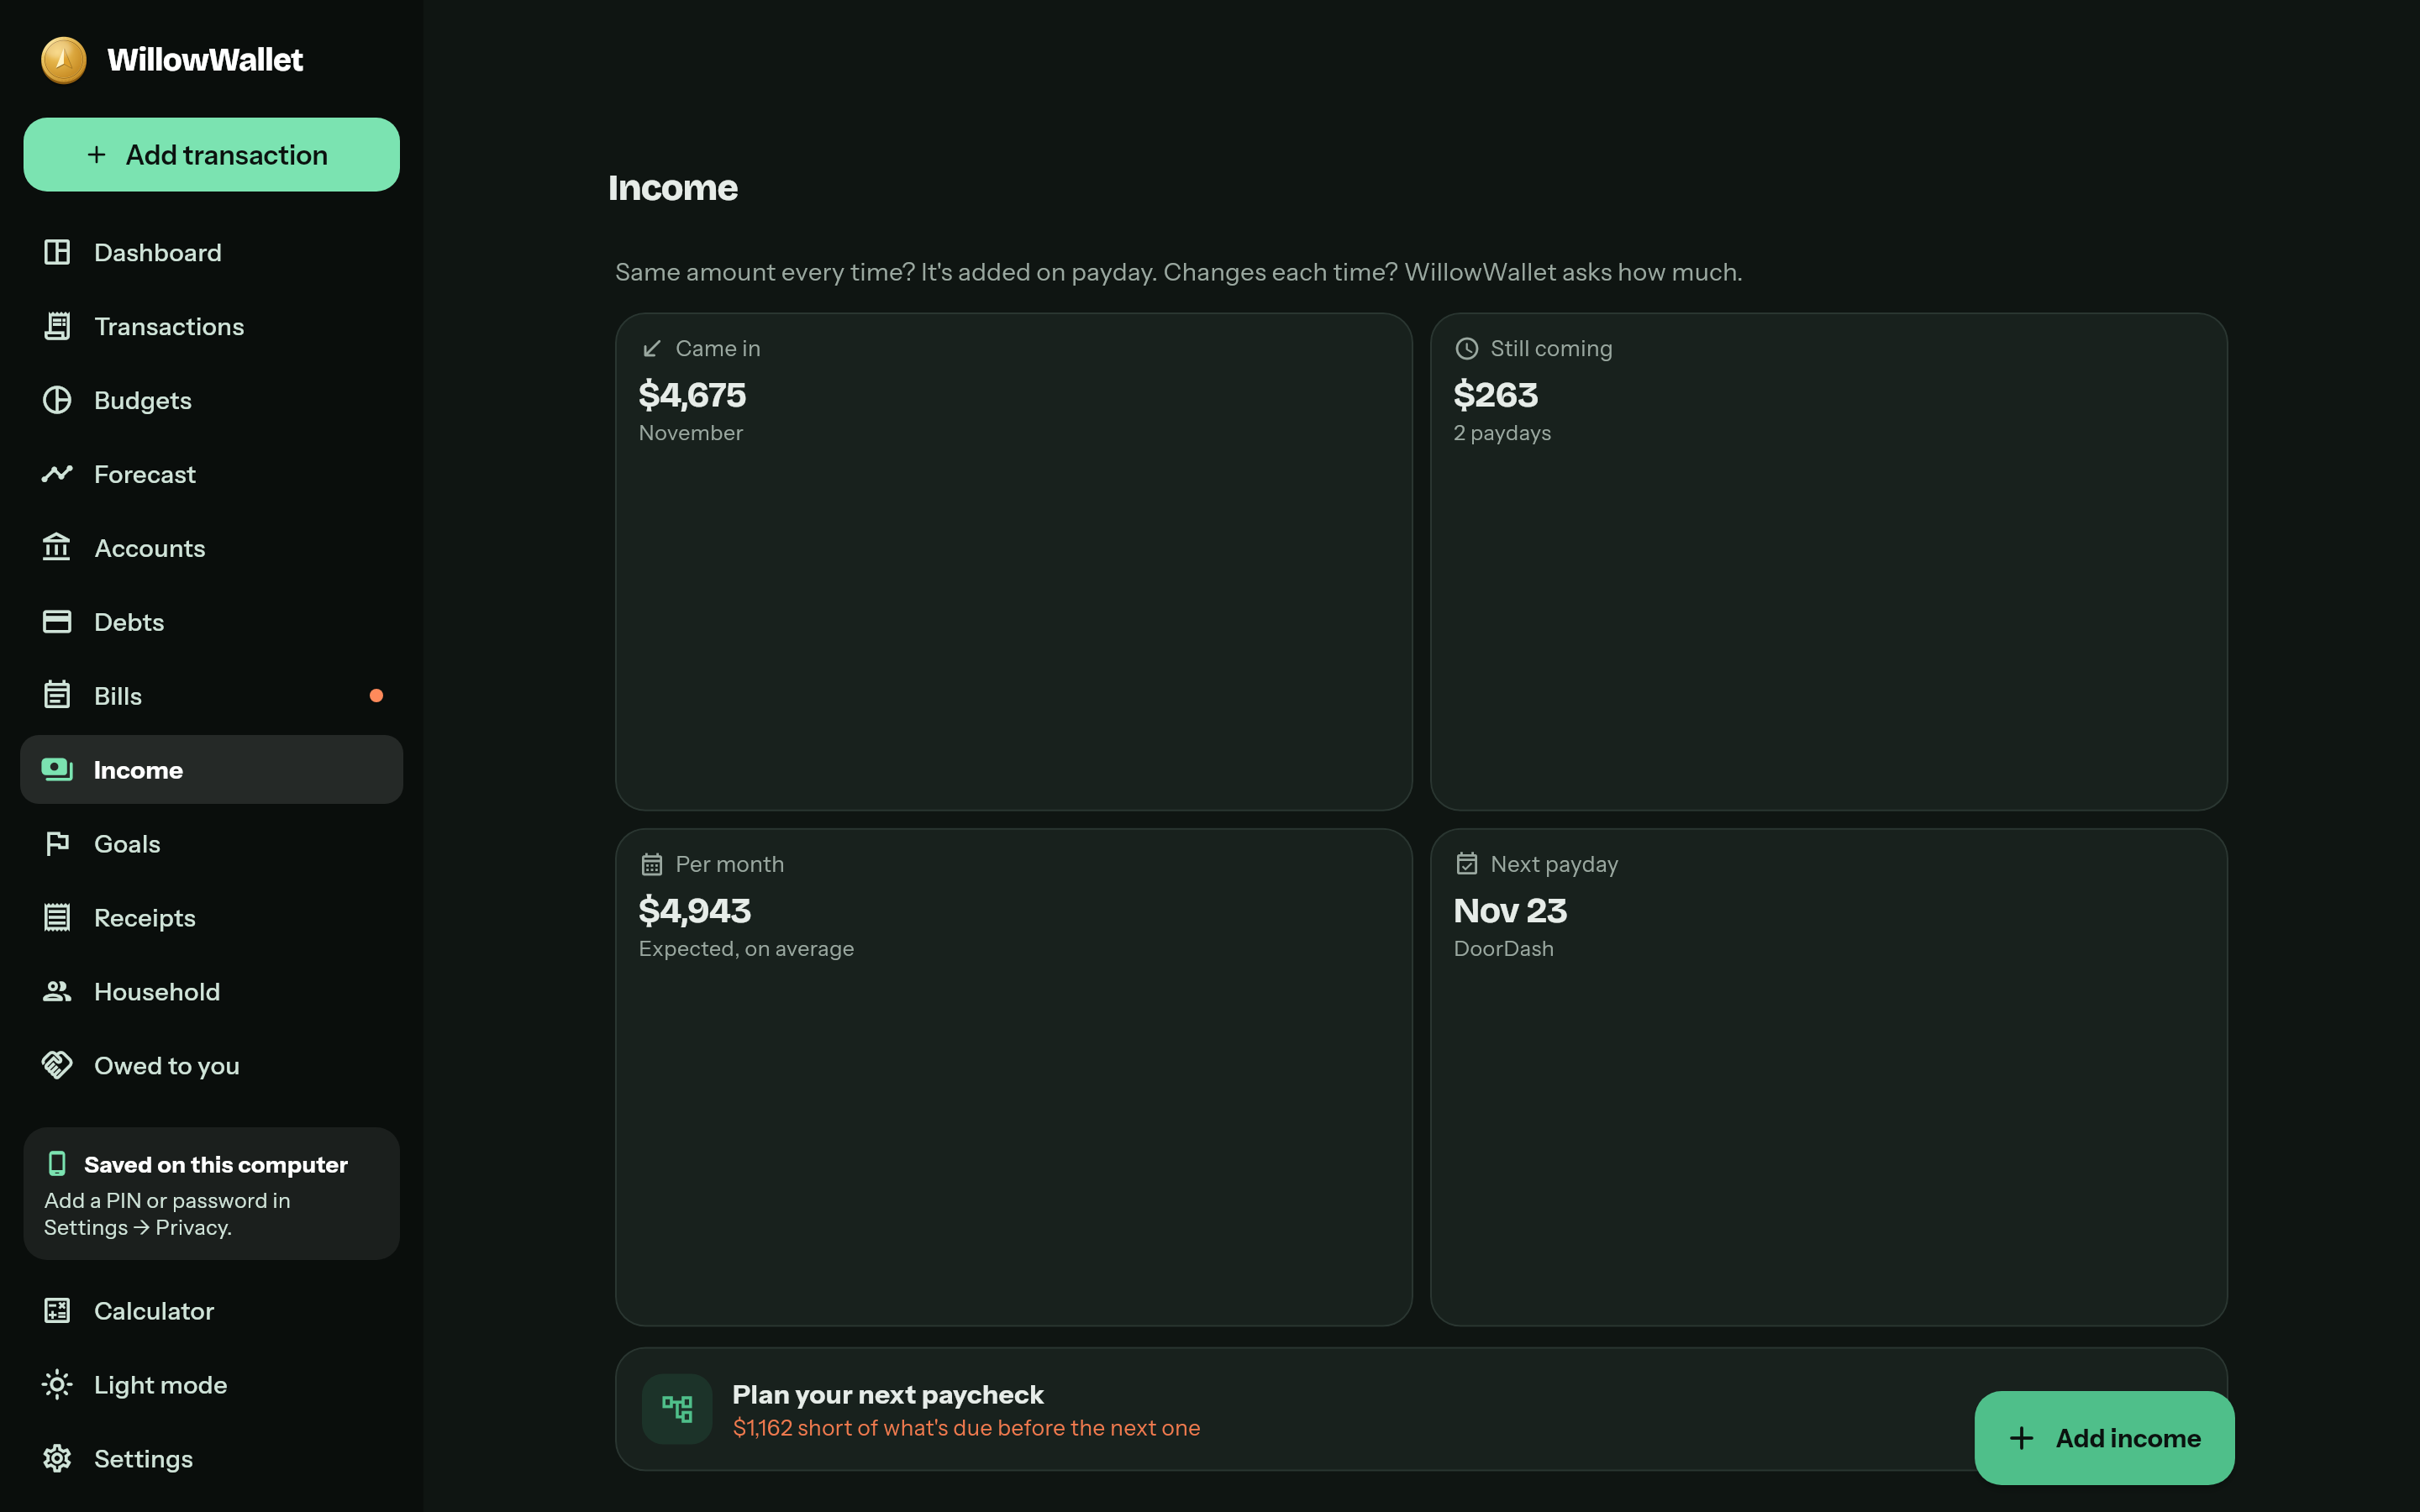 WillowWallet
Add transaction
Dashboard
Transactions
Budgets
Forecast
Accounts
Debts
Bills
Income
Goals
Receipts
Household
Owed to you
Saved on this computer
Add a PIN or password in
Settings → Privacy.
Calculator
Light mode
Settings
Income
Same amount every time? It's added on payday. Changes each time? WillowWallet asks how much.
Came in
$4,675
November
Still coming
$263
2 paydays
Per month
$4,943
Expected, on average
Next payday
Nov 23
DoorDash
Plan your next paycheck
$1,162 short of what's due before the next one
Add income